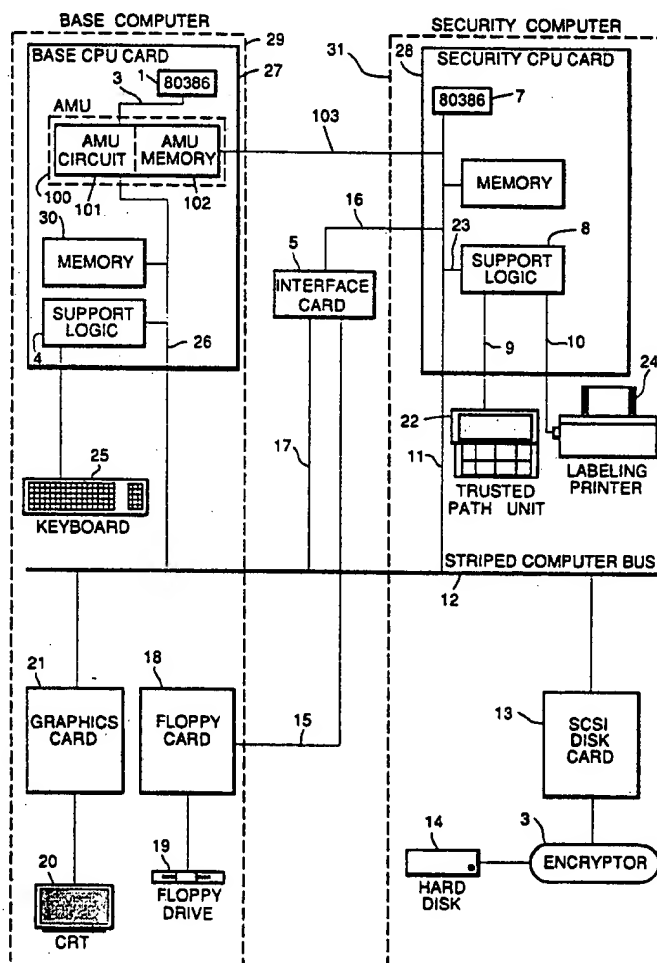 BASE COMPUTER
SECURITY COMPUTER
29
27
BASE CPU CARD
1
3
80386
AMU
AMU CIRCUIT
AMU MEMORY
100
101
102
103
30
MEMORY
SUPPORT LOGIC
4
26
25
KEYBOARD
31
28
SECURITY CPU CARD
80386
7
MEMORY
16
23
8
SUPPORT LOGIC
5
INTERFACE CARD
9
10
24
22
17
11
TRUSTED PATH UNIT
LABELING PRINTER
STRIPED COMPUTER BUS
12
21
GRAPHICS CARD
18
FLOPPY CARD
15
13
SCSI DISK CARD
20
CRT
19
FLOPPY DRIVE
14
HARD DISK
3
ENCRYPTOR